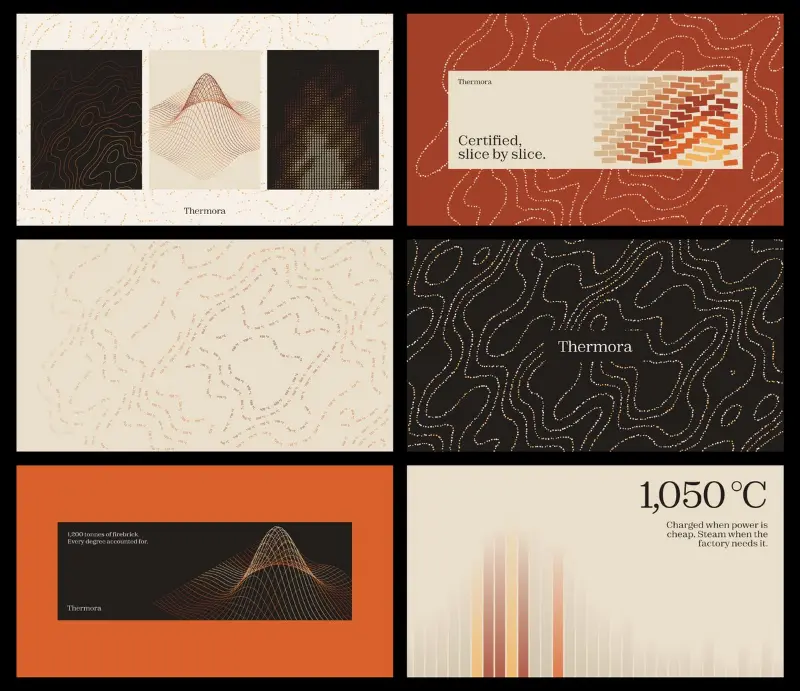 Thermora
Thermora
Certified,
slice by slice.
Thermora
1,200 tonnes of firebrick.
Every degree accounted for.
Thermora
1,050 °C
Charged when power is
cheap. Steam when the
factory needs it.